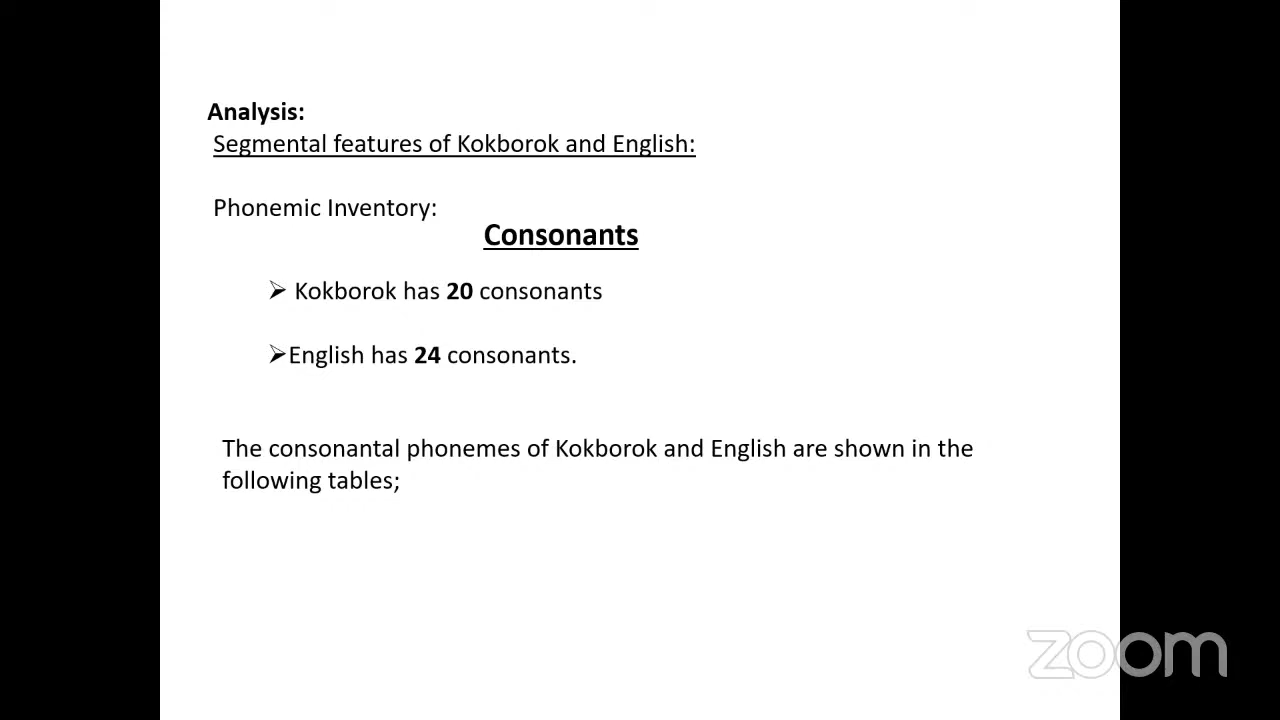 Analysis:
Segmental features of Kokborok and English:
Phonemic Inventory:
Consonants
➢ Kokborok has 20 consonants
➢English has 24 consonants.
The consonantal phonemes of Kokborok and English are shown in the
following tables;
zoom